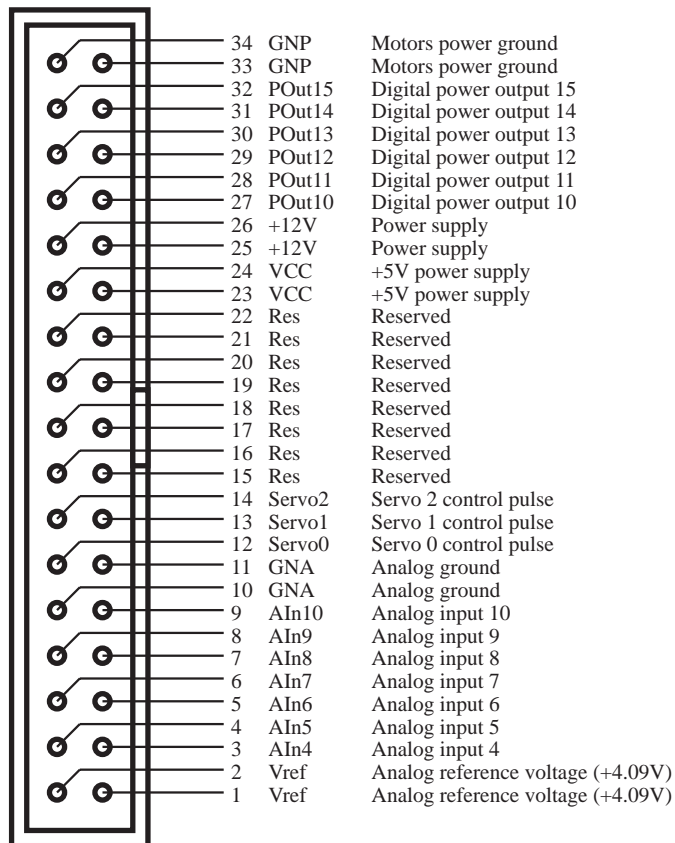 34 GNP Motors power ground
33 GNP Motors power ground
32 POut15 Digital power output 15
31 POut14 Digital power output 14
30 POut13 Digital power output 13
29 POut12 Digital power output 12
28 POut11 Digital power output 11
27 POut10 Digital power output 10
26 +12V Power supply
25 +12V Power supply
24 VCC +5V power supply
23 VCC +5V power supply
22 Res Reserved
21 Res Reserved
20 Res Reserved
19 Res Reserved
18 Res Reserved
17 Res Reserved
16 Res Reserved
15 Res Reserved
14 Servo2 Servo 2 control pulse
13 Servo1 Servo 1 control pulse
12 Servo0 Servo 0 control pulse
11 GNA Analog ground
10 GNA Analog ground
9 AIn10 Analog input 10
8 AIn9 Analog input 9
7 AIn8 Analog input 8
6 AIn7 Analog input 7
5 AIn6 Analog input 6
4 AIn5 Analog input 5
3 AIn4 Analog input 4
2 Vref Analog reference voltage (+4.09V)
1 Vref Analog reference voltage (+4.09V)